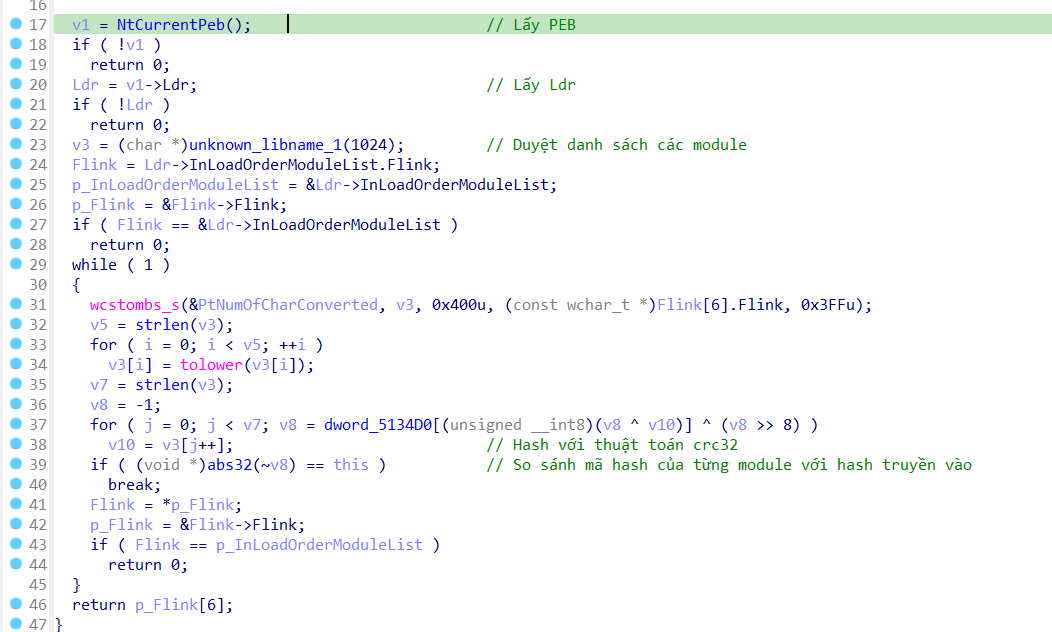 16
17 v1 = NtCurrentPeb(); // Lấy PEB
18 if ( !v1 )
19 return 0;
20 Ldr = v1->Ldr; // Lấy Ldr
21 if ( !Ldr )
22 return 0;
23 v3 = (char *)unknown_libname_1(1024); // Duyệt danh sách các module
24 Flink = Ldr->InLoadOrderModuleList.Flink;
25 p_InLoadOrderModuleList = &Ldr->InLoadOrderModuleList;
26 p_Flink = &Flink->Flink;
27 if ( Flink == &Ldr->InLoadOrderModuleList )
28 return 0;
29 while ( 1 )
30 {
31 wcstombs_s(&PtNumOfCharConverted, v3, 0x400u, (const wchar_t *)Flink[6].Flink, 0x3FFu);
32 v5 = strlen(v3);
33 for ( i = 0; i < v5; ++i )
34 v3[i] = tolower(v3[i]);
35 v7 = strlen(v3);
36 v8 = -1;
37 for ( j = 0; j < v7; v8 = dword_5134D0[(unsigned __int8)(v8 ^ v10)] ^ (v8 >> 8) )
38 v10 = v3[j++]; // Hash với thuật toán crc32
39 if ( (void *)abs32(~v8) == this ) // So sánh mã hash của từng module với hash truyền vào
40 break;
41 Flink = *p_Flink;
42 p_Flink = &Flink->Flink;
43 if ( Flink == p_InLoadOrderModuleList )
44 return 0;
45 }
46 return p_Flink[6];
47 }